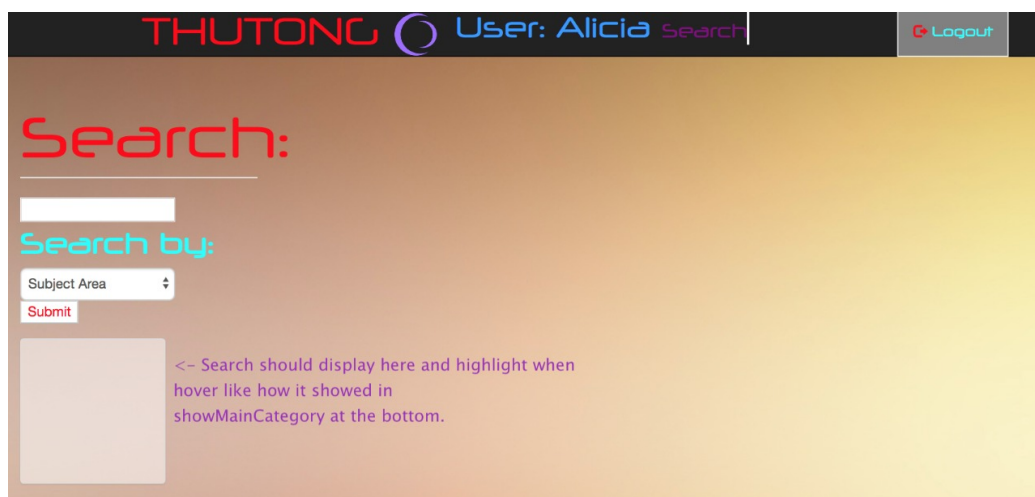 THUTONG User: Alicia Search Logout
Search:
Search by:
Subject Area
Submit
<- Search should display here and highlight when
hover like how it showed in
showMainCategory at the bottom.